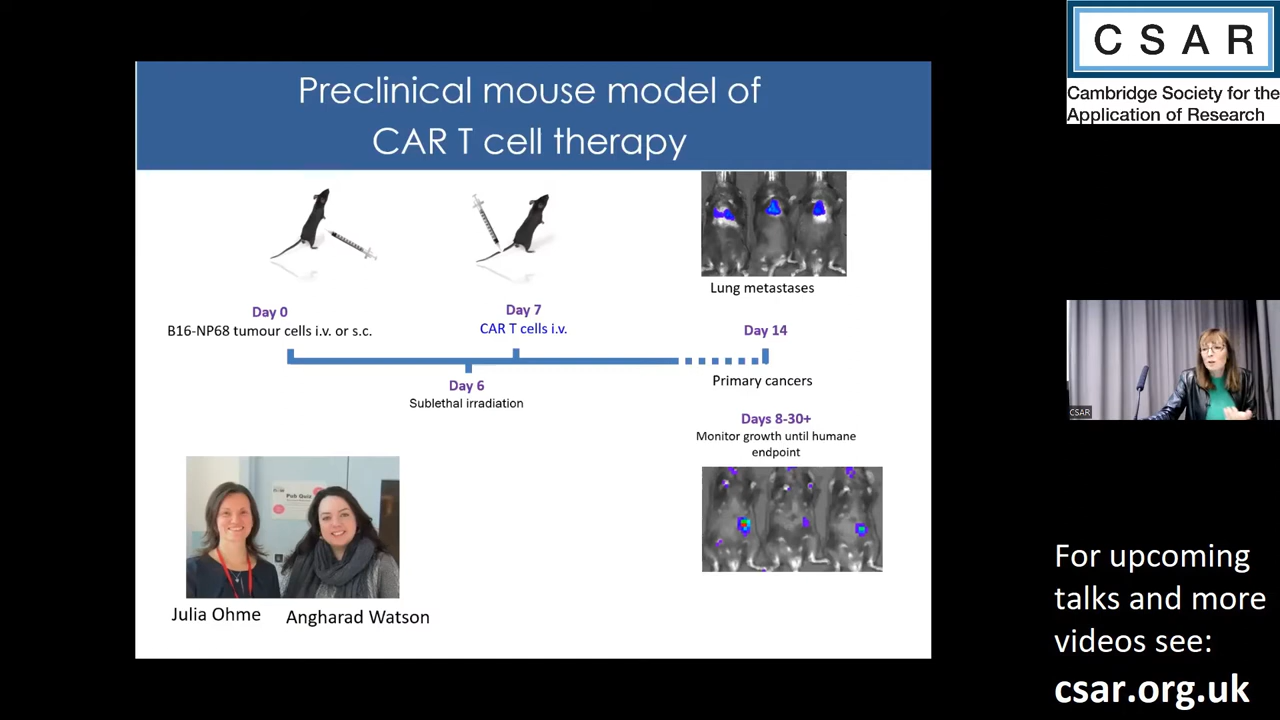 Preclinical mouse model of
CAR T cell therapy
Day 0
B16-NP68 tumour cells i.v. or s.c.
Day 7
CAR T cells i.v.
Lung metastases
Day 14
Day 6
Sublethal irradiation
Primary cancers
Days 8-30+
Monitor growth until humane
endpoint
Pub Quiz
Julia Ohme
Angharad Watson
CSAR
Cambridge Society for the
Application of Research
CSAR
For upcoming
talks and more
videos see:
csar.org.uk